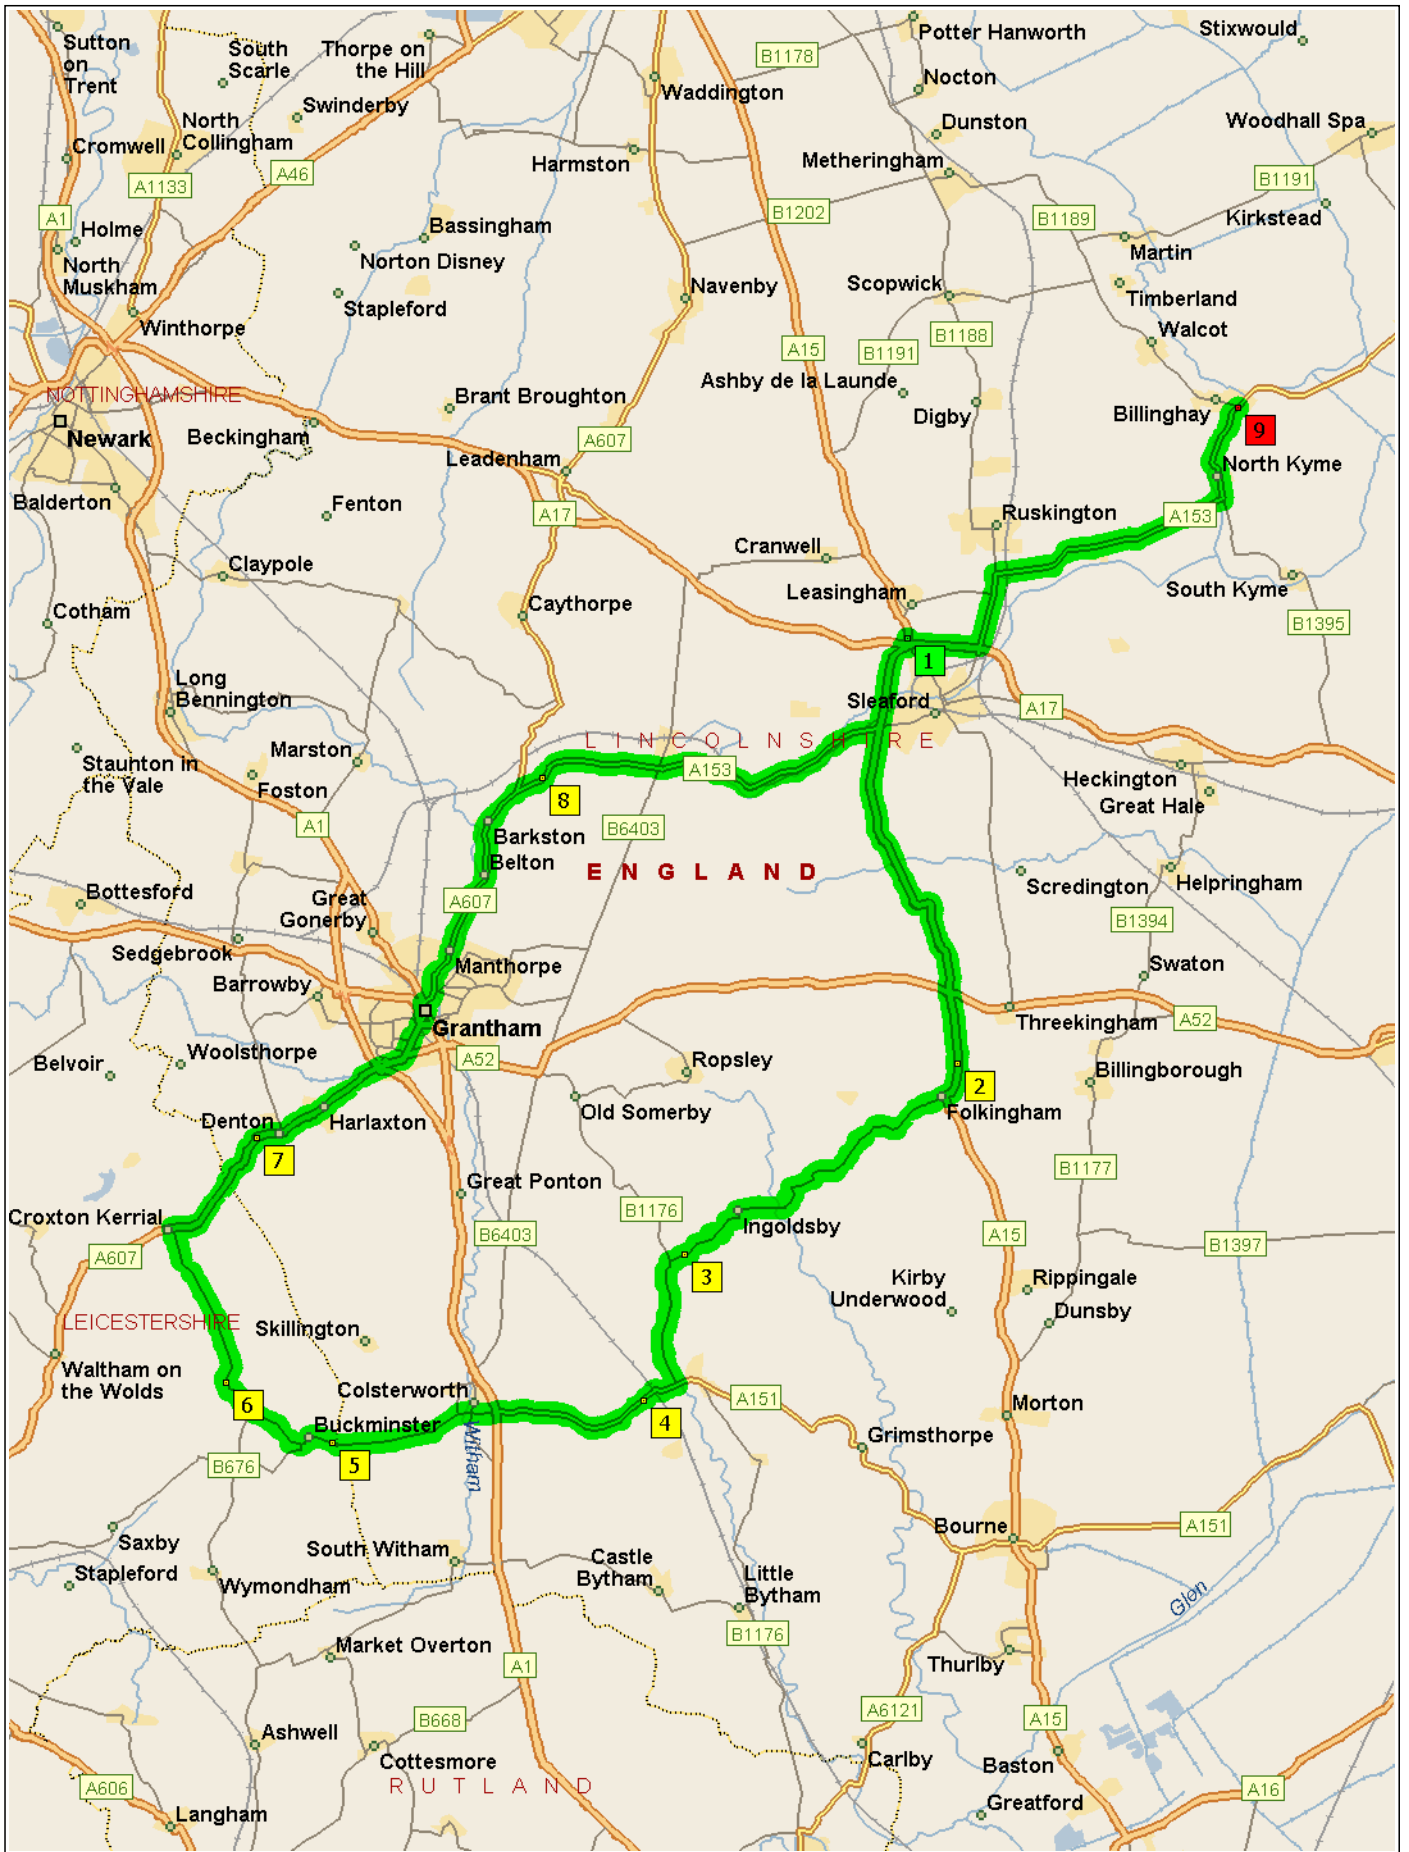 Sutton
on
Trent
South
Scarle
Thorpe on
the Hill
Swinderby
Waddington
B1178
Potter Hanworth
Stixwould
Nocton
Cromwell
North
Collingham
A1133
A46
Harmston
Dunston
Metheringham
Woodhall Spa
B1191
Kirkstead
A1
Holme
North
Muskham
Bassingham
Norton Disney
Stapleford
B1202
B1189
Martin
Timberland
Winthorpe
Navenby
Scopwick
B1188
Walcot
A15
B1191
Ashby de la Launde
Digby
NOTTINGHAMSHIRE
Newark
Beckingham
Brant Broughton
A607
Leadenham
Billinghay
9
North Kyme
Balderton
Fenton
A17
Ruskington
A153
Cranwell
Claypole
Leasingham
South Kyme
Cotham
Caythorpe
B1395
1
Long
Bennington
Sleaford
A17
LINCOLNSHIRE
Marston
Staunton in
the Vale
Foston
A153
Heckington
Great Hale
8
A1
Barkston
B6403
Belton
ENGLAND
Scredington
Helpringham
Bottesford
Great
Gonerby
A607
B1394
Sedgebrook
Barrowby
Manthorpe
Swaton
Grantham
Threekingham
A52
Belvoir
Woolsthorpe
A52
Ropsley
2
Billingborough
Denton
Harlaxton
Old Somerby
Folkingham
7
Great Ponton
B1177
Croxton Kerrial
B1176
Ingoldsby
A607
B6403
A15
B1397
3
Kirby
Underwood
Rippingale
Dunsby
LEICESTERSHIRE
Skillington
Waltham on
the Wolds
Colsterworth
6
A151
Morton
Buckminster
4
5
Witham
Grimsthorpe
B676
Bourne
A151
Saxby
Stapleford
South Witham
Castle
Bytham
Little
Bytham
Wymondham
Glen
B1176
Market Overton
A1
Thurlby
B668
A6121
A15
Ashwell
Cottesmore
Carlby
Baston
RUTLAND
A606
A16
Langham
Greatford